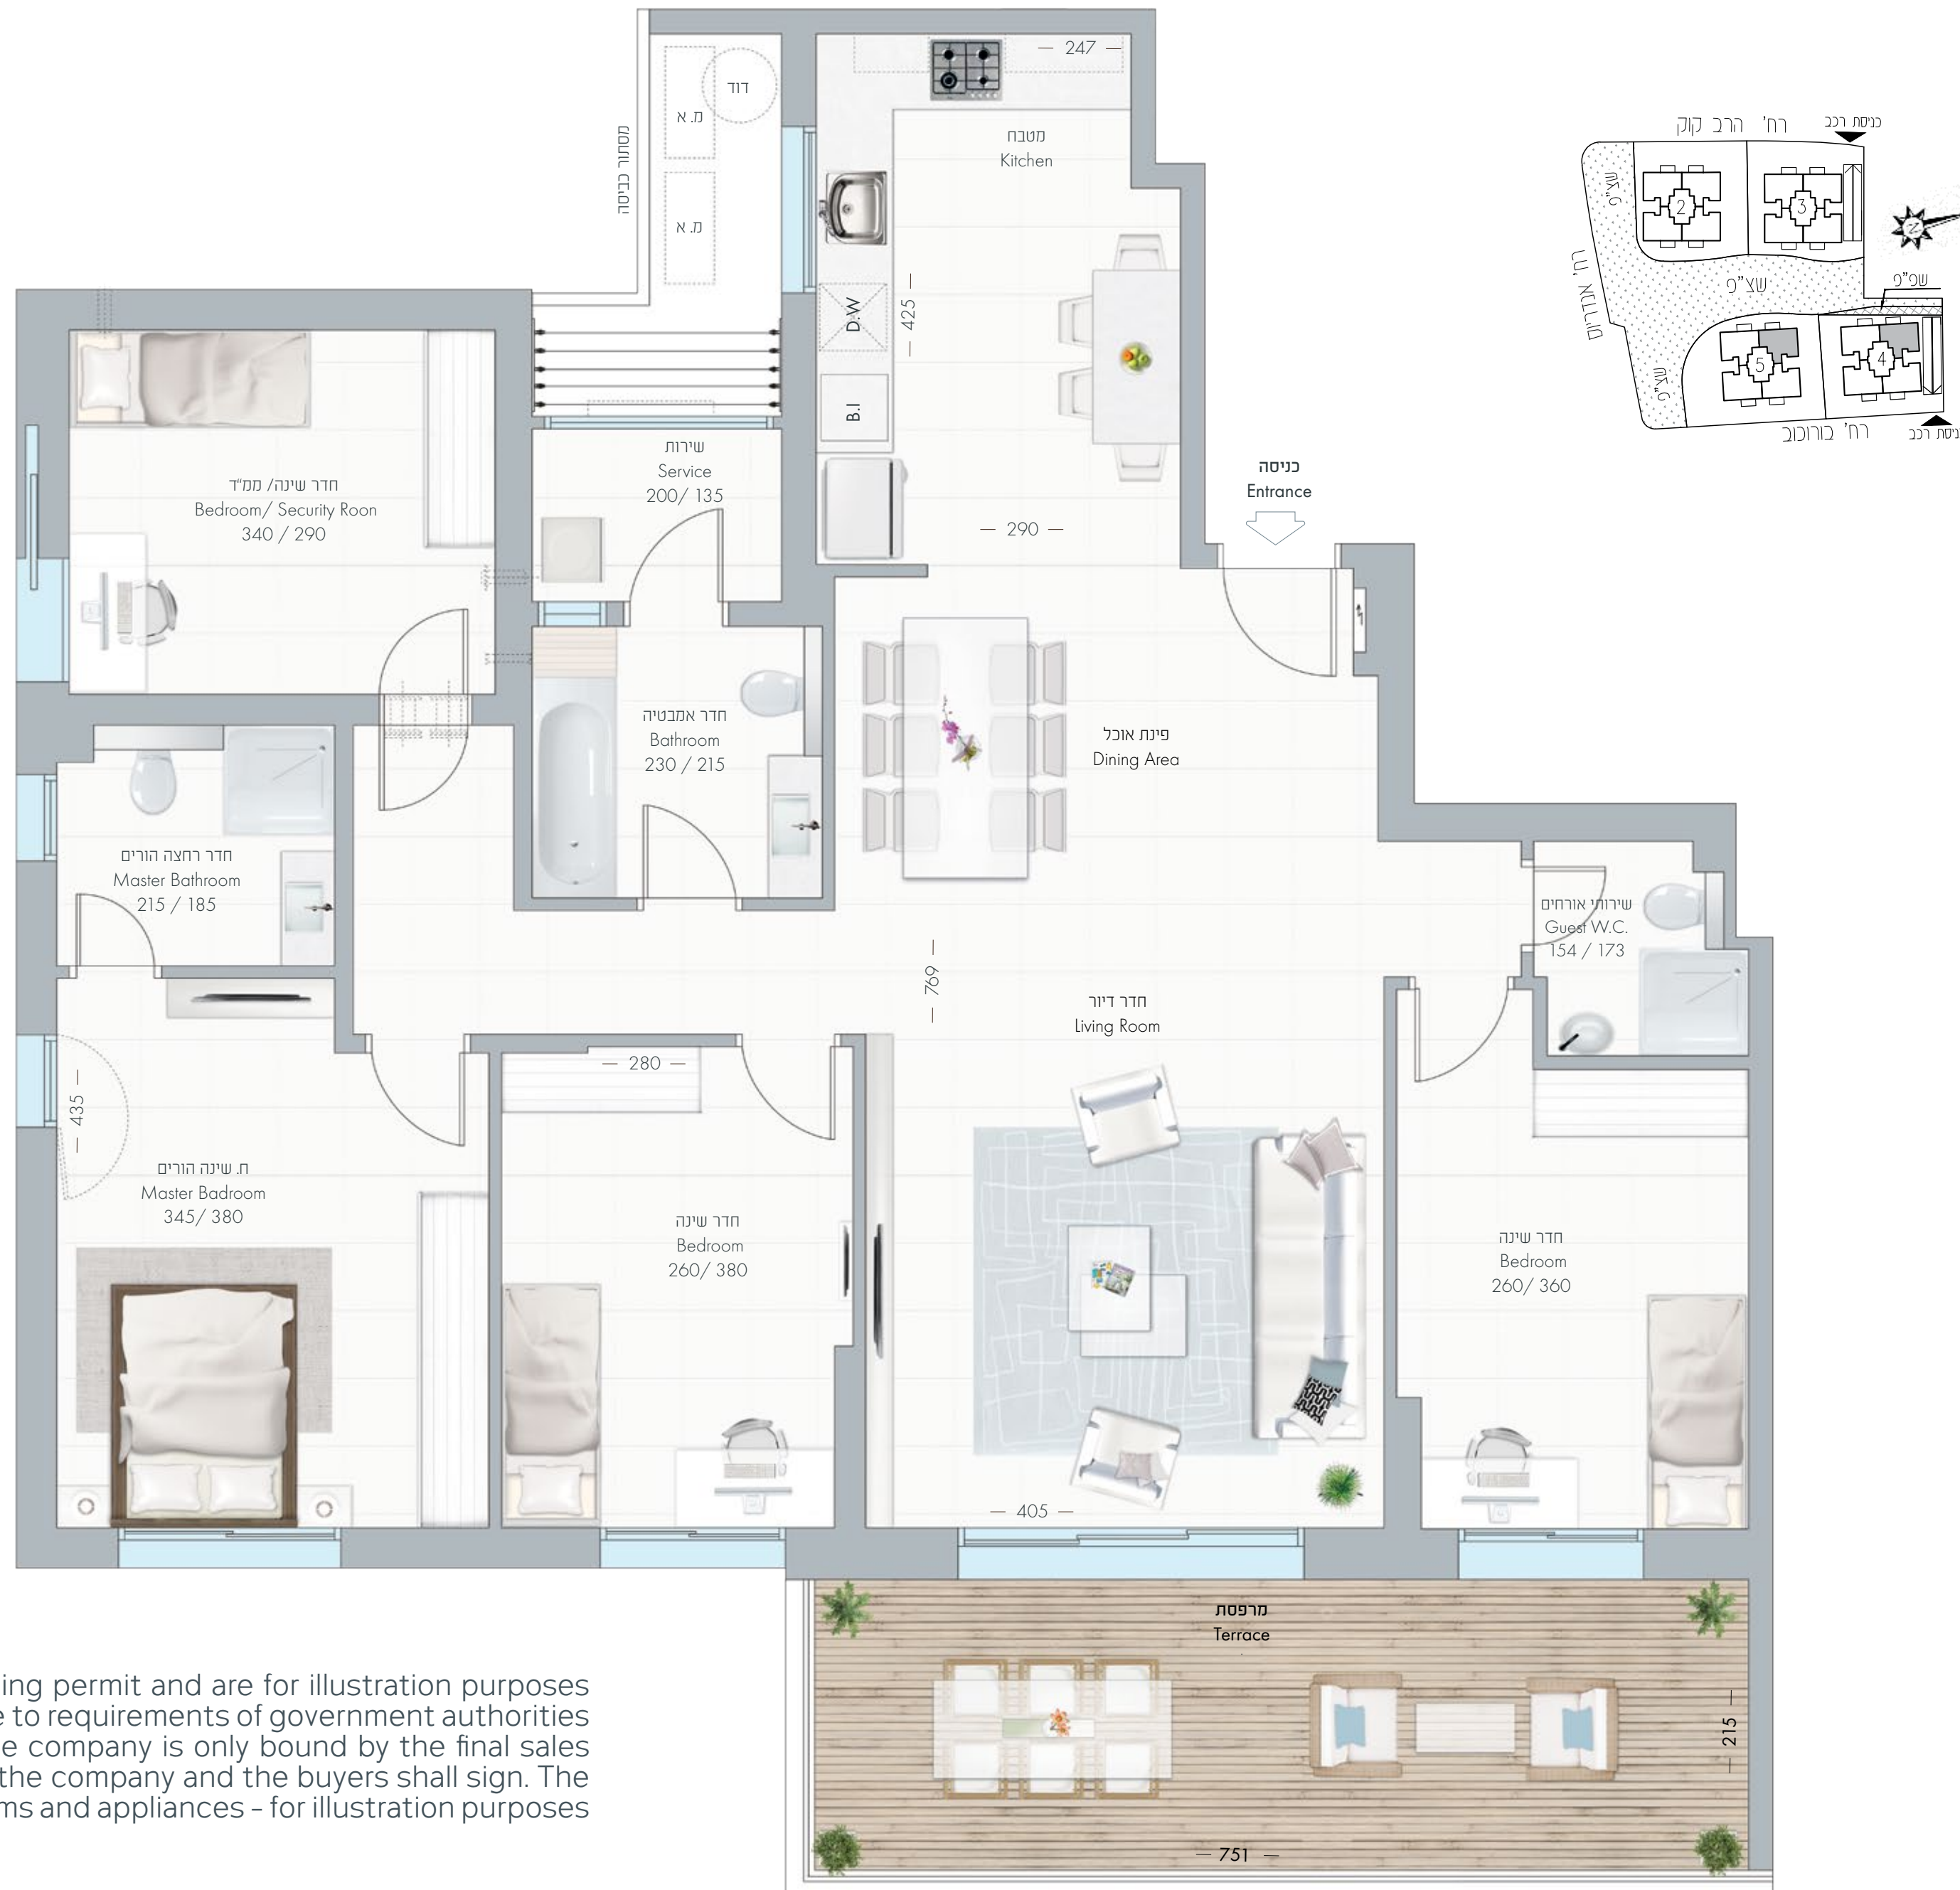 247
דוד
מ. א
מסתור כביסה
מ. א
מטבח
Kitchen
425
D.W
B.I
290
שירות
Service
200/ 135
חדר שינה/ ממ"ד
Bedroom/ Security Roon
340 / 290
כניסה
Entrance
רח' הרב קוק
כניסת רכב
שצ"פ
2
3
רח' אנדריוס
שצ"פ
שפ"פ
N
5
4
שצ"פ
רח' בורוכוב
חדר אמבטיה
Bathroom
230 / 215
פינת אוכל
Dining Area
חדר רחצה הורים
Master Bathroom
215 / 185
שירותי אורחים
Guest W.C.
154 / 173
769
חדר דיור
Living Room
280
435
ח. שינה הורים
Master Badroom
345/ 380
חדר שינה
Bedroom
260/ 380
חדר שינה
Bedroom
260/ 360
405
מרפסת
Terrace
215
751
ing permit and are for illustration purposes
e to requirements of government authorities
e company is only bound by the final sales
the company and the buyers shall sign. The
ms and appliances - for illustration purposes